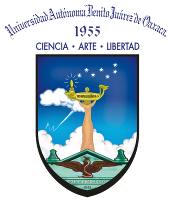 Universidad Autónoma Benito Juárez de Oaxaca
1955
CIENCIA • ARTE • LIBERTAD